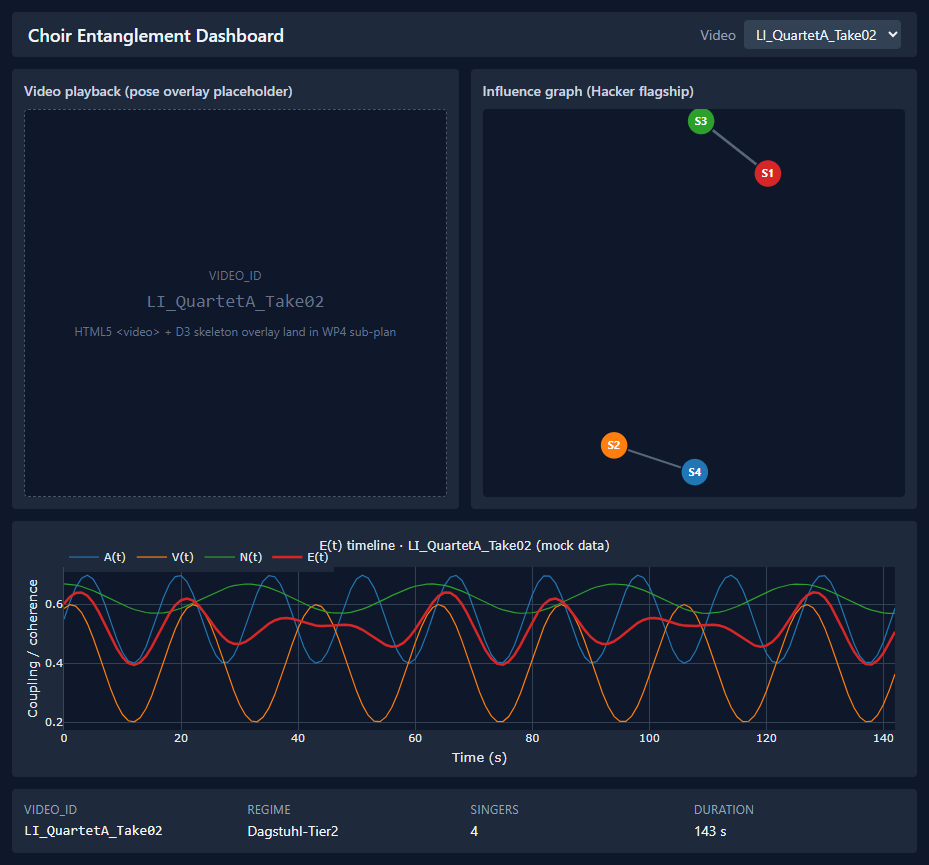 Choir Entanglement Dashboard
Video LI_QuartetA_Take02
Video playback (pose overlay placeholder)
VIDEO_ID
LI_QuartetA_Take02
HTML5 <video> + D3 skeleton overlay land in WP4 sub-plan
Influence graph (Hacker flagship)
S3
S1
S2
S4
E(t) timeline · LI_QuartetA_Take02 (mock data)
A(t) V(t) N(t) E(t)
Coupling / coherence
0.6
0.4
0.2
0 20 40 60 80 100 120 140
Time (s)
VIDEO_ID
LI_QuartetA_Take02
REGIME
Dagstuhl-Tier2
SINGERS
4
DURATION
143 s